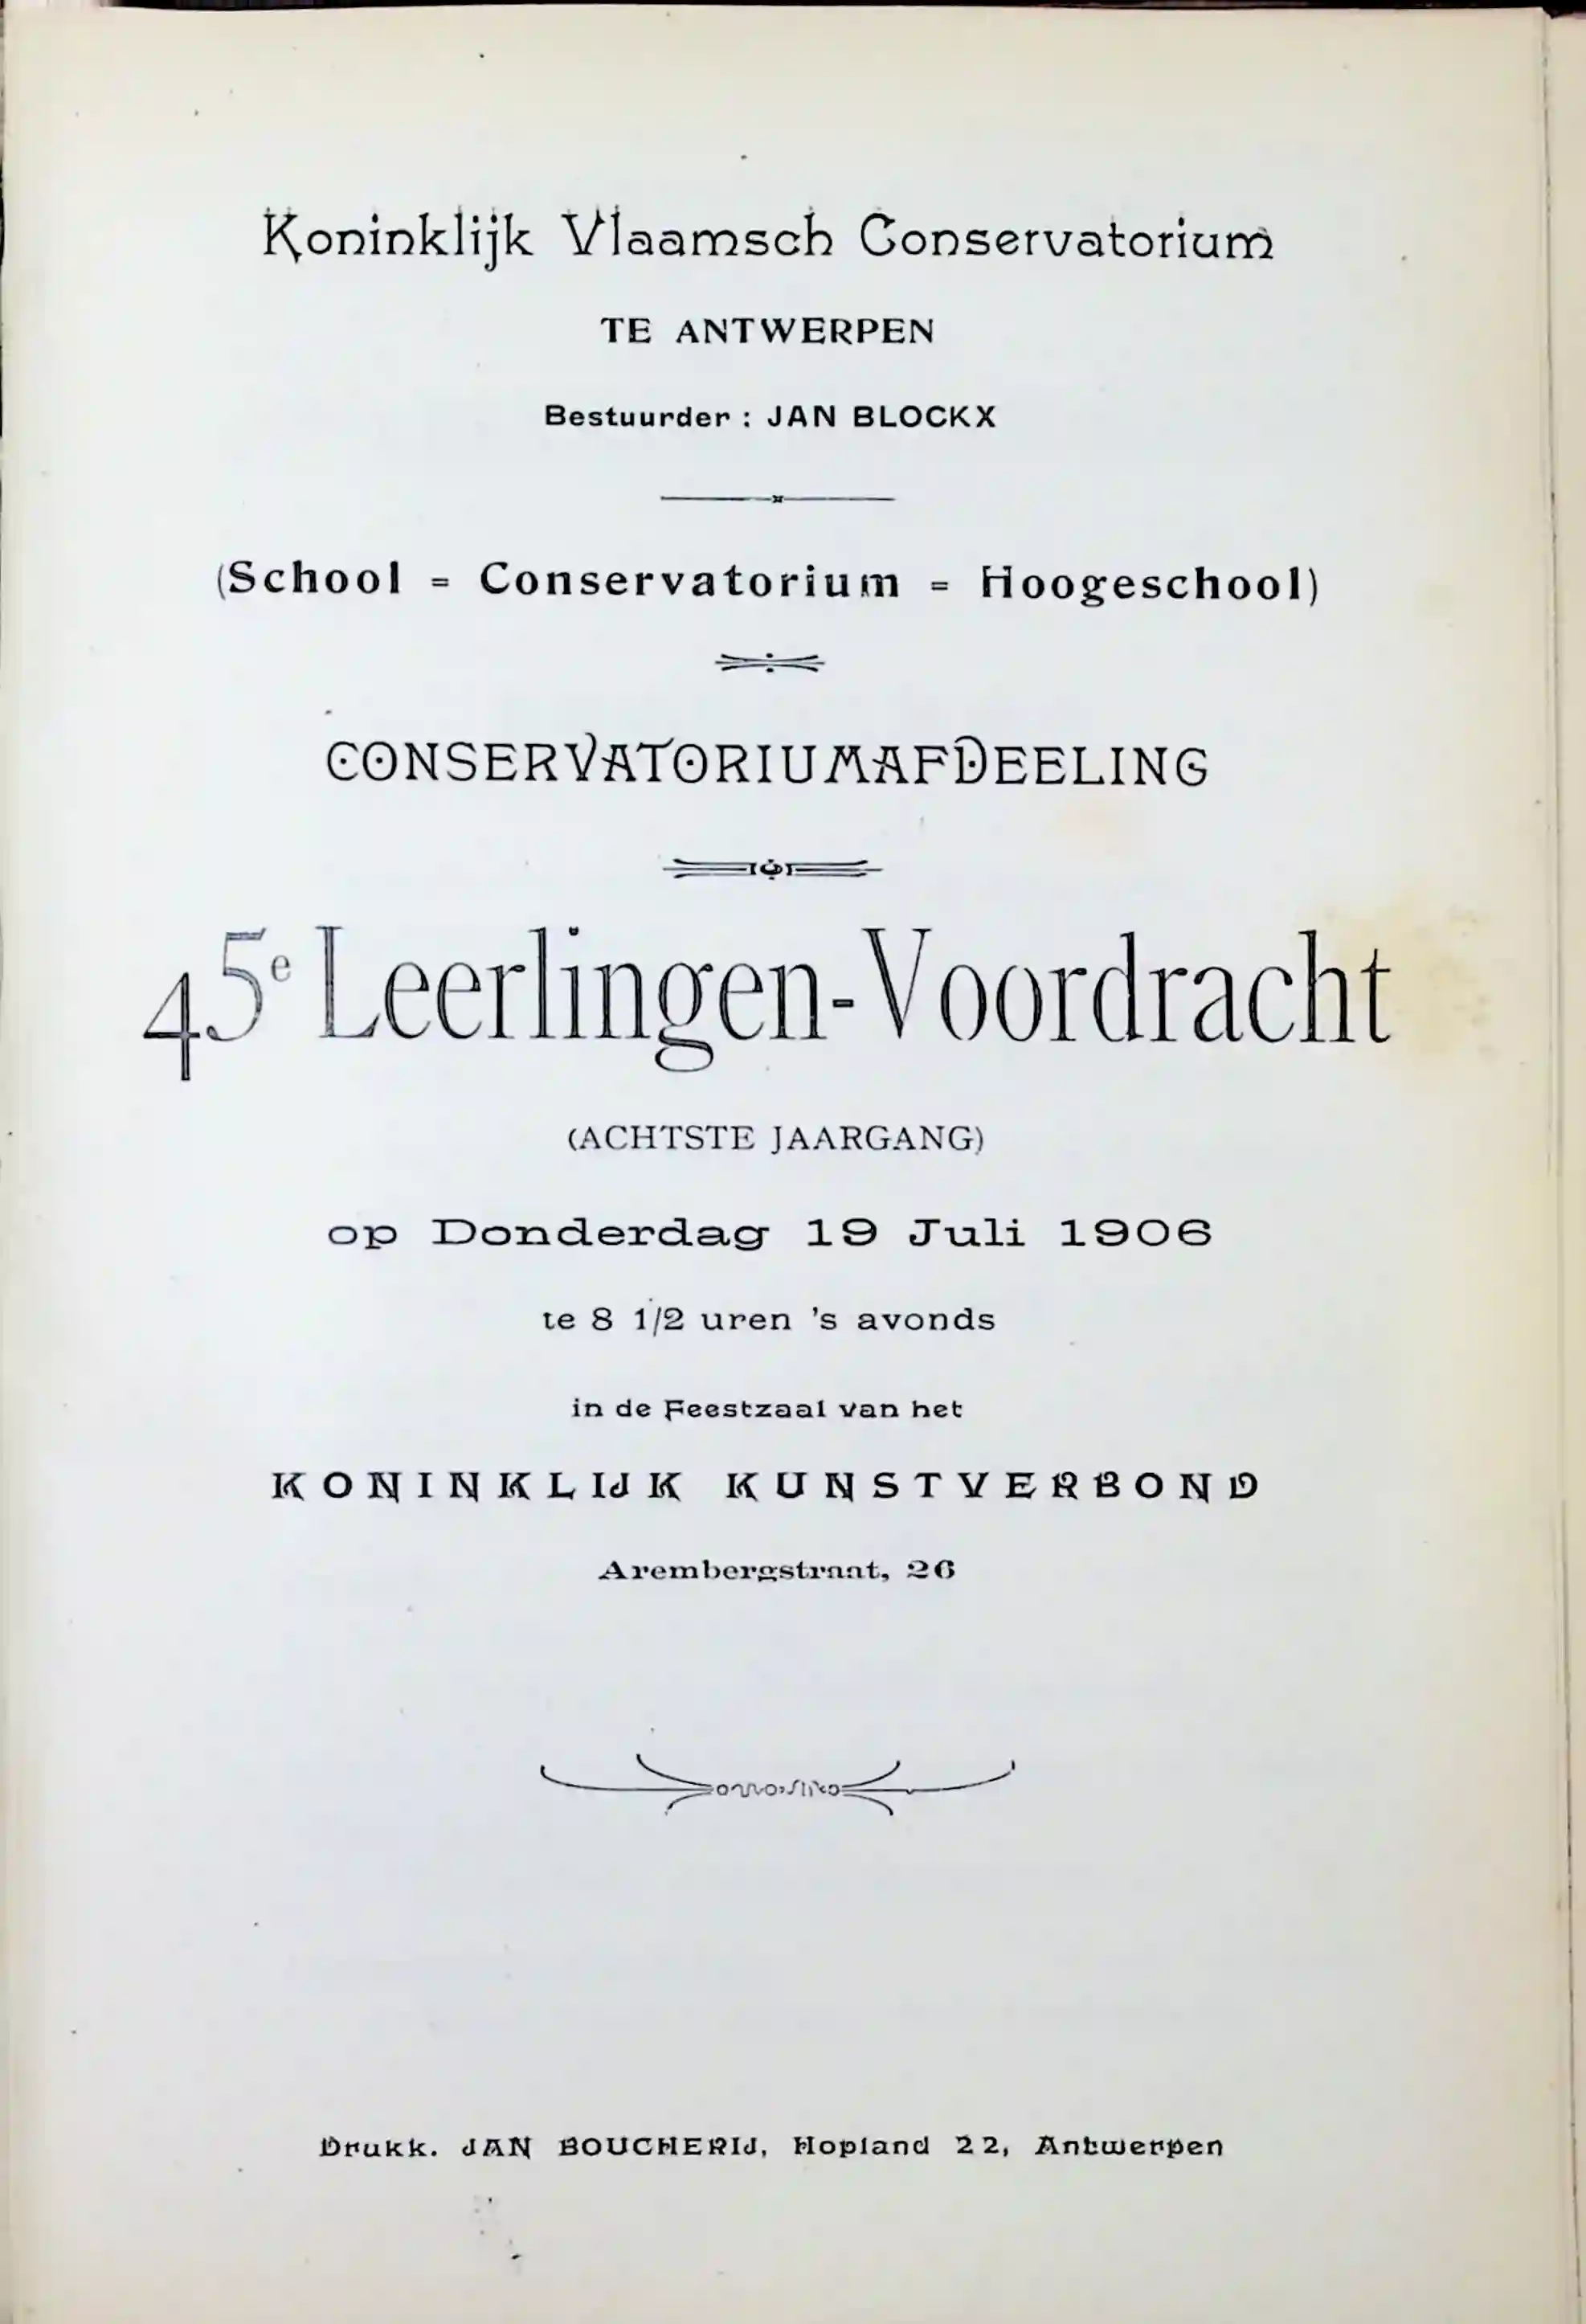 Koninklijk Vlaamsch Conservatorium
TE ANTWERPEN
Bestuurder : JAN BLOCKX
(School = Conservatorium = Hoogeschool)
CONSERVATORIUMAFDEELING
45e Leerlingen-Voordracht
(ACHTSTE JAARGANG)
op Donderdag 19 Juli 1906
te 8 1/2 uren 's avonds
in de Feestzaal van het
KONINKLIJK KUNSTVERBOND
Arembergstraat, 26
Drukk. JAN BOUCHERIJ, Hopland 22, Antwerpen